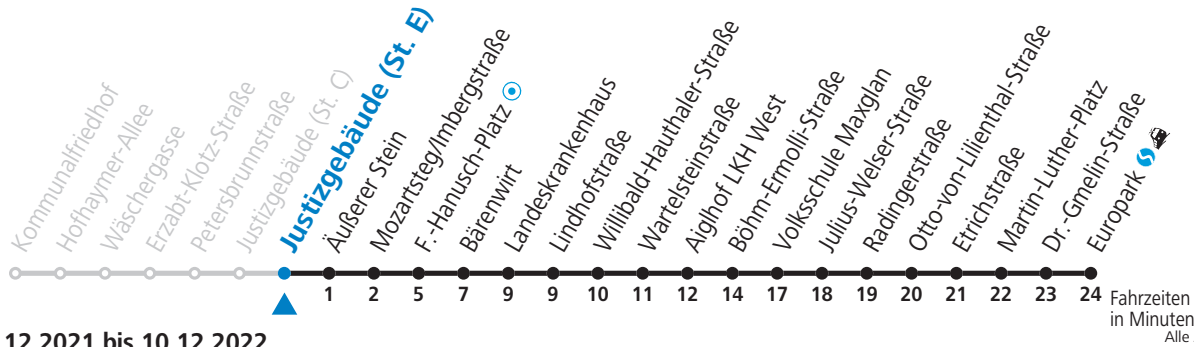 Kommunalfriedhof
Hofhaymer-Allee
Wäschergasse
Erzabt-Klotz-Straße
Petersbrunnstraße
Justizgebäude (St. C)
Justizgebäude (St. E)
Äußerer Stein
Mozartsteg/Imbergstraße
F.-Hanusch-Platz
Bärenwirt
Landeskrankenhaus
Lindhofstraße
Willibald-Hauthaler-Straße
Wartelsteinstraße
Aiglhof LKH West
Böhm-Ermolli-Straße
Volksschule Maxglan
Julius-Welser-Straße
Radingerstraße
Otto-von-Lilienthal-Straße
Etrichstraße
Martin-Luther-Platz
Dr.-Gmelin-Straße
Europark
1 2 5 7 9 9 10 11 12 14 17 18 19 20 21 22 23 24 Fahrzeiten
in Minuten
Alle
12.2021 bis 10.12.2022